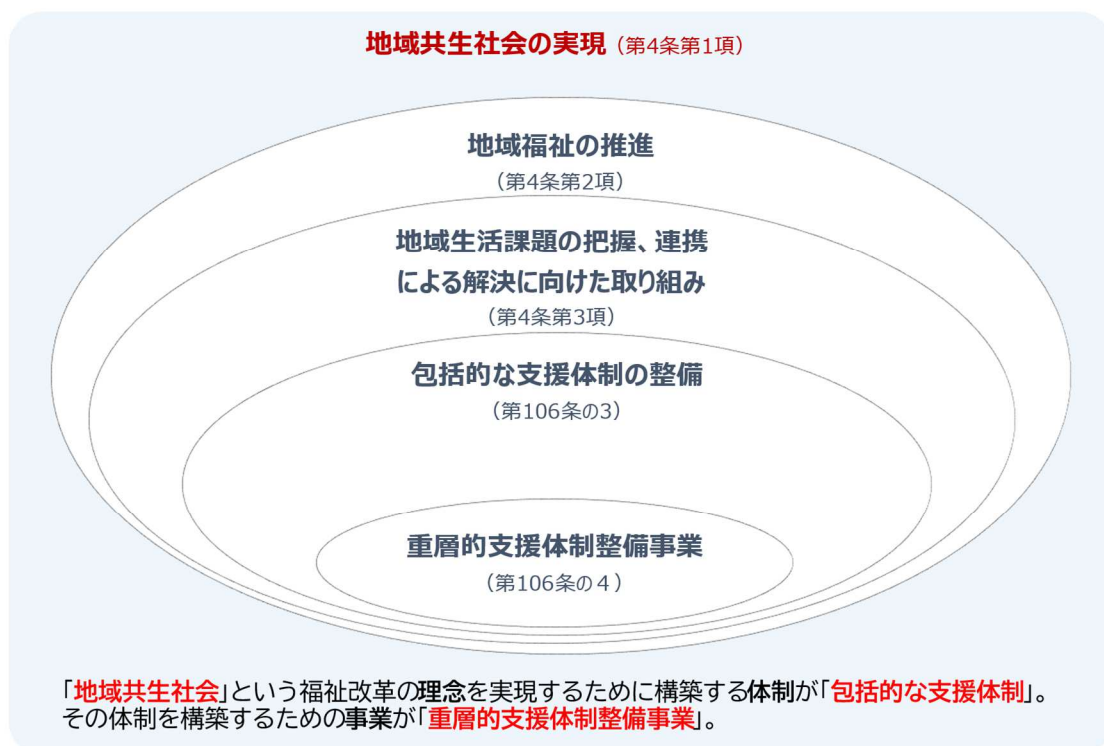 地域共生社会の実現（第4条第1項）
地域福祉の推進
（第4条第2項）
地域生活課題の把握、連携
による解決に向けた取り組み
（第4条第3項）
包括的な支援体制の整備
（第106条の3）
重層的支援体制整備事業
（第106条の４）
「地域共生社会」という福祉改革の理念を実現するために構築する体制が「包括的な支援体制」。
その体制を構築するための事業が「重層的支援体制整備事業」。